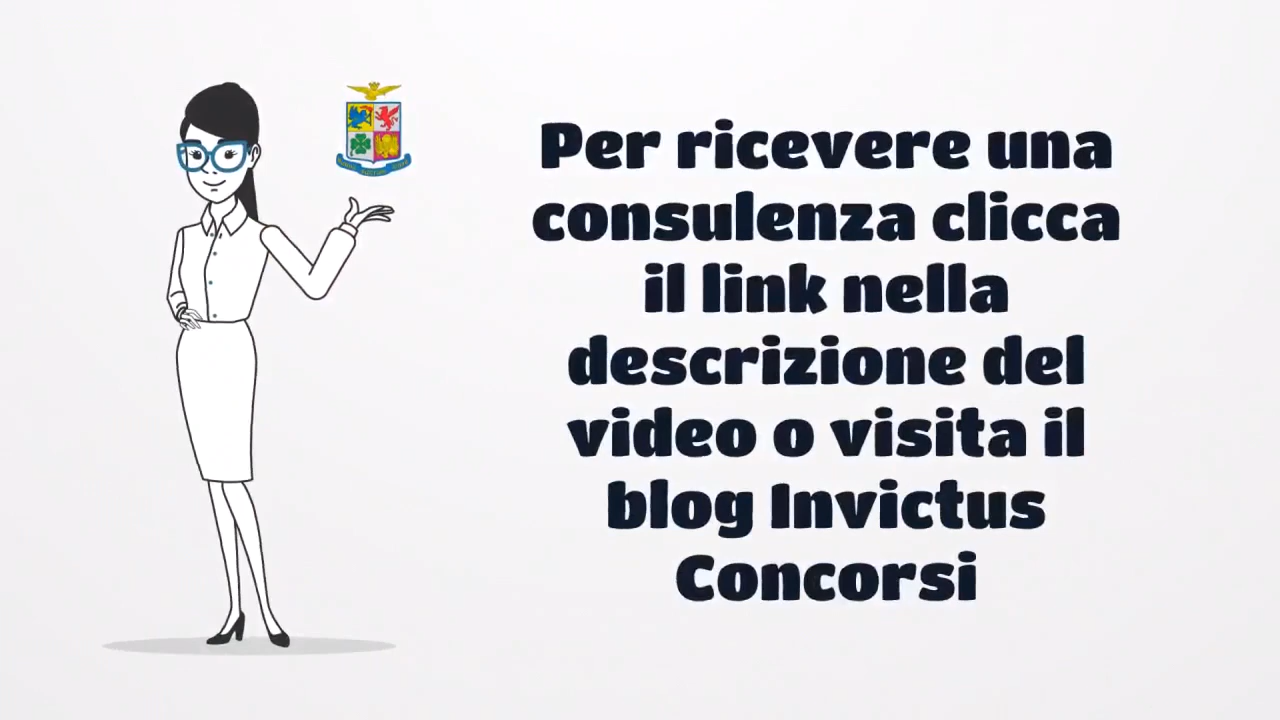 Per ricevere una
consulenza clicca
il link nella
descrizione del
video o visita il
blog Invictus
Concorsi